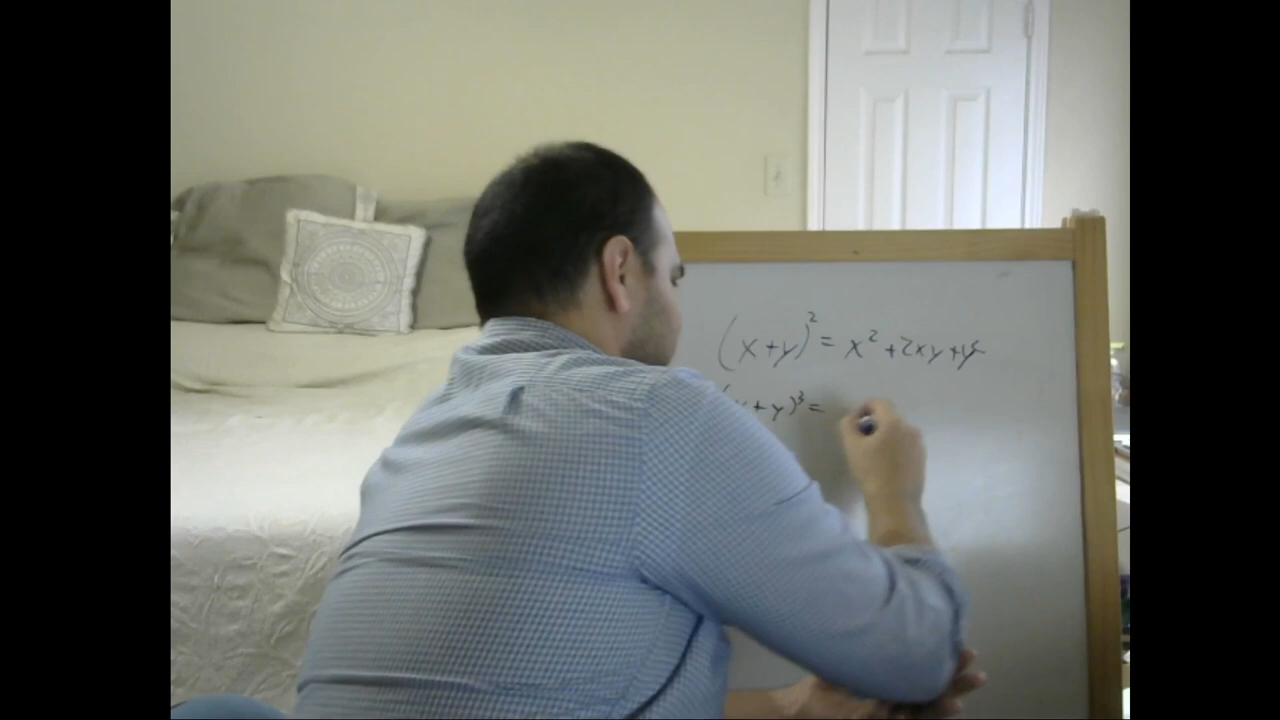 (x+y)² = x² + 2xy + y²
(x+y)³ =